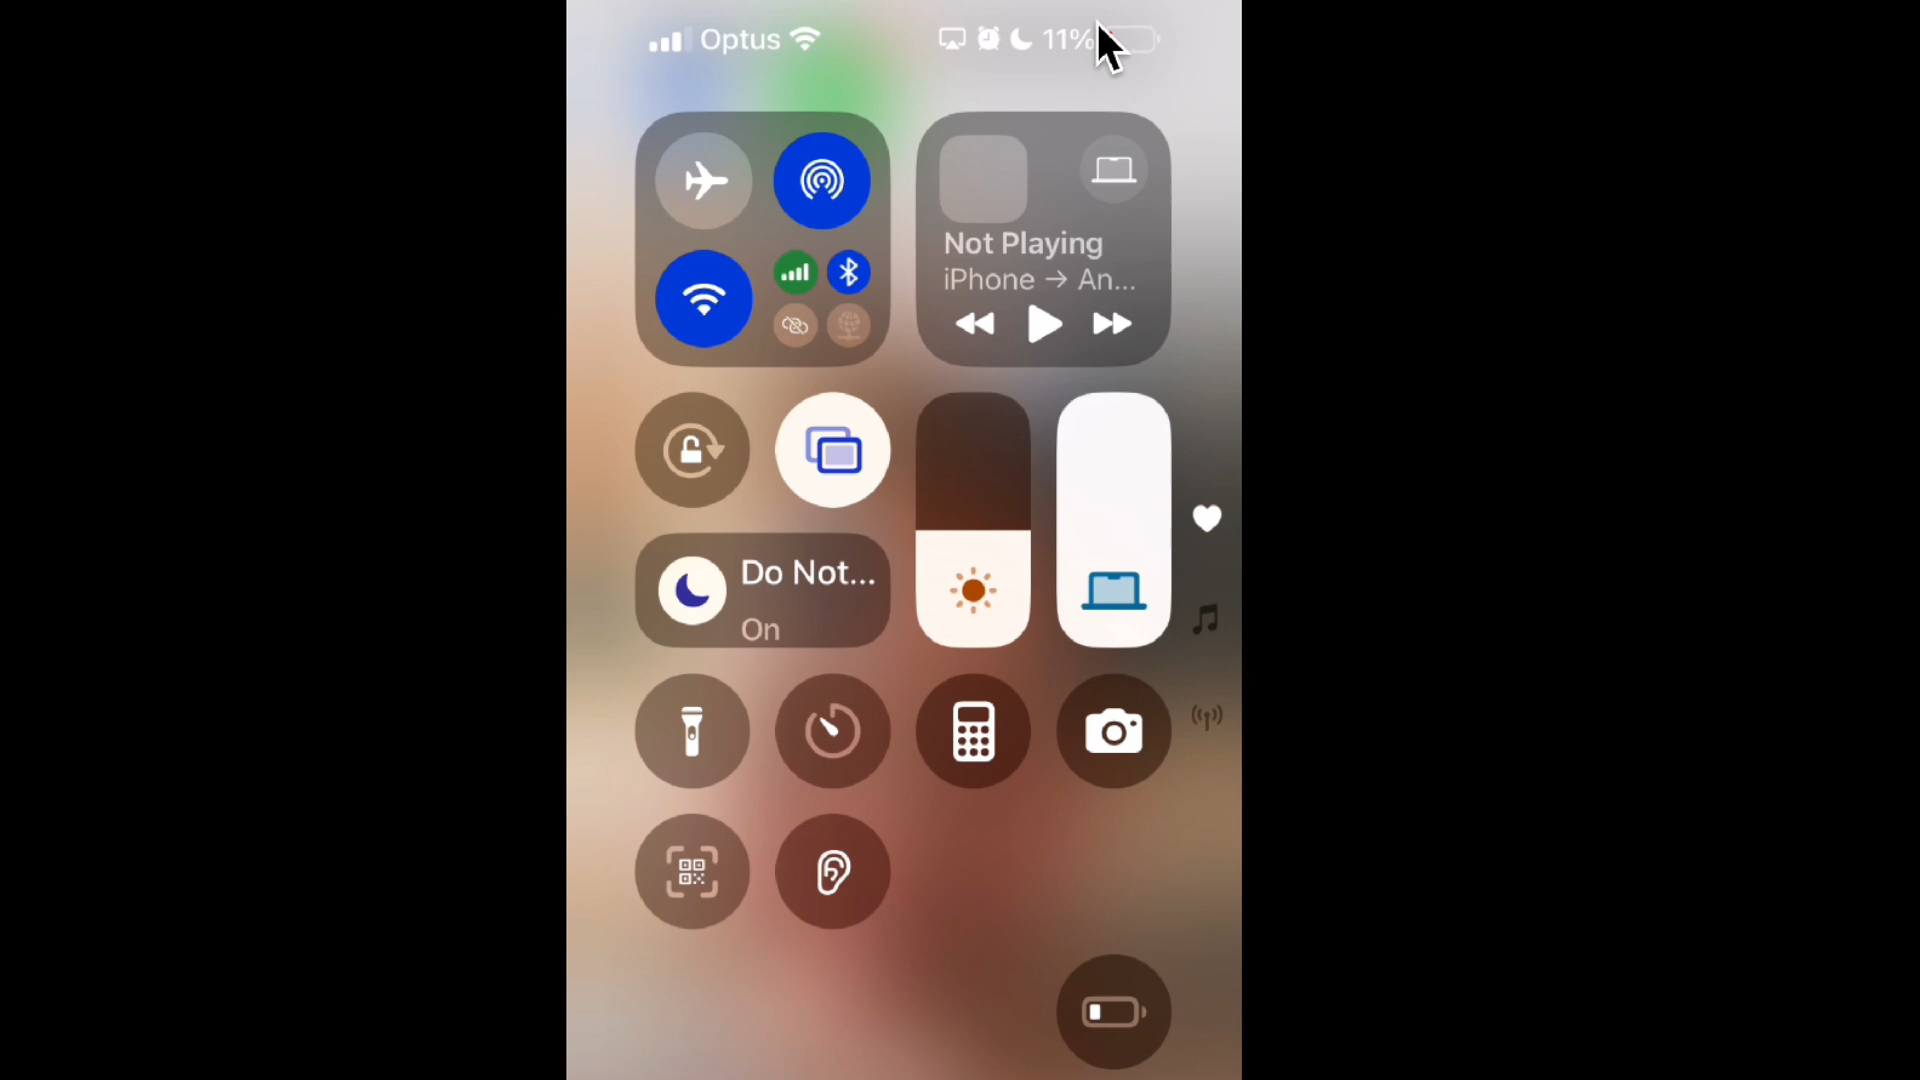 Optus 11%
Not Playing
iPhone → An...
Do Not...
On